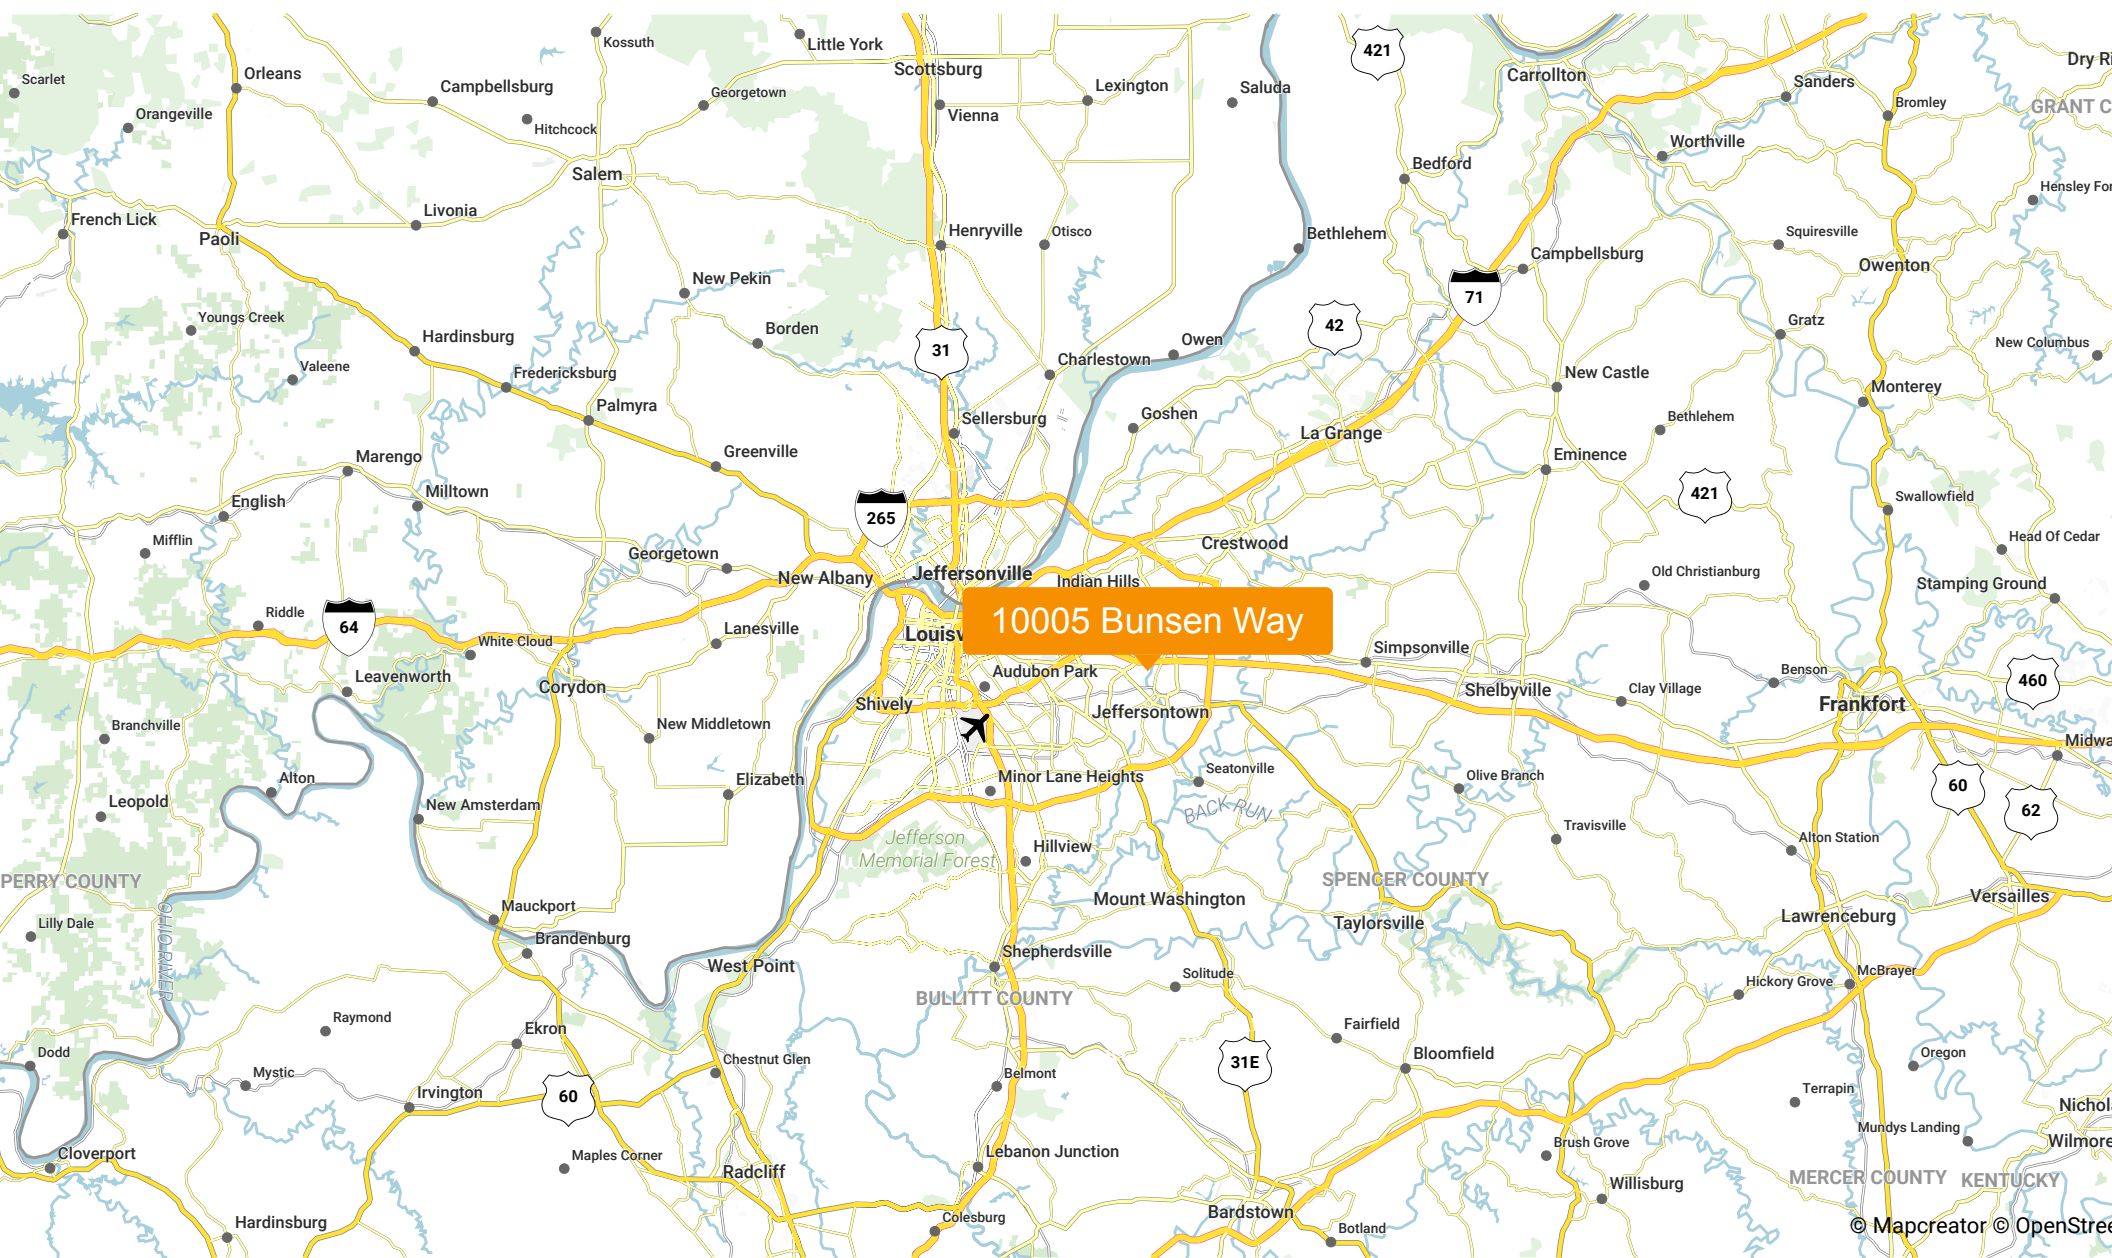 Kossuth
Little York
421
Scarlet
Orleans
Campbellsburg
Georgetown
Scottsburg
Lexington
Saluda
Carrollton
Sanders
Dry Ri
Orangeville
Hitchcock
Vienna
Bromley
GRANT C
Salem
Bedford
Worthville
French Lick
Livonia
Hensley For
Paoli
Henryville
Otisco
Bethlehem
Squiresville
Campbellsburg
Owenton
New Pekin
71
Youngs Creek
Hardinsburg
Borden
31
42
Gratz
New Columbus
Valeene
Fredericksburg
Charlestown
Owen
New Castle
Monterey
Palmyra
Sellersburg
Goshen
La Grange
Bethlehem
Marengo
Greenville
Eminence
English
Milltown
265
421
Swallowfield
Mifflin
Georgetown
New Albany
Jeffersonville
Indian Hills
Crestwood
Old Christianburg
Head Of Cedar
Stamping Ground
Riddle
64
White Cloud
Lanesville
Louisv
10005 Bunsen Way
Simpsonville
Leavenworth
Corydon
Audubon Park
Shelbyville
Clay Village
Benson
460
Branchville
New Middletown
Shively
Jeffersontown
Frankfort
Midwa
Alton
Elizabeth
Minor Lane Heights
Seatonville
Olive Branch
60
62
Leopold
New Amsterdam
BACK RUN
Travisville
Alton Station
Jefferson
Memorial Forest
Hillview
PERRY COUNTY
SPENCER COUNTY
Versailles
Lilly Dale
OHIO RIVER
Mauckport
Mount Washington
Taylorsville
Lawrenceburg
Brandenburg
West Point
Shepherdsville
Solitude
Hickory Grove
McBrayer
BULLITT COUNTY
Raymond
Ekron
Fairfield
Dodd
Mystic
Chestnut Glen
Belmont
31E
Bloomfield
Oregon
Irvington
60
Terrapin
Nichol
Cloverport
Maples Corner
Radcliff
Lebanon Junction
Brush Grove
Mundys Landing
Wilmore
MERCER COUNTY
KENTUCKY
Willisburg
Hardinsburg
Colesburg
Bardstown
Botland
© Mapcreator © OpenStree